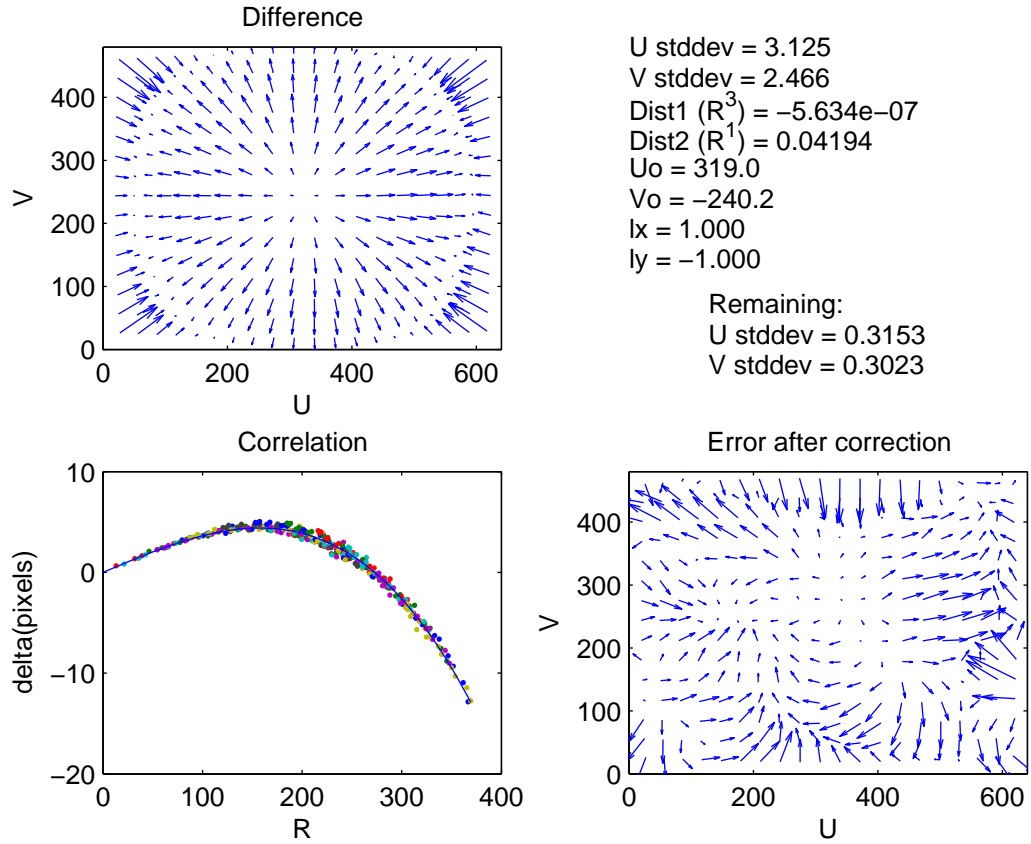 Difference
V
400
300
200
100
0
0 200 400 600
U
U stddev = 3.125
V stddev = 2.466
Dist1 (R^3) = −5.634e−07
Dist2 (R^1) = 0.04194
Uo = 319.0
Vo = −240.2
lx = 1.000
ly = −1.000
Remaining:
U stddev = 0.3153
V stddev = 0.3023
Correlation
delta(pixels)
10
0
−10
−20
0 100 200 300 400
R
Error after correction
V
400
300
200
100
0
0 200 400 600
U